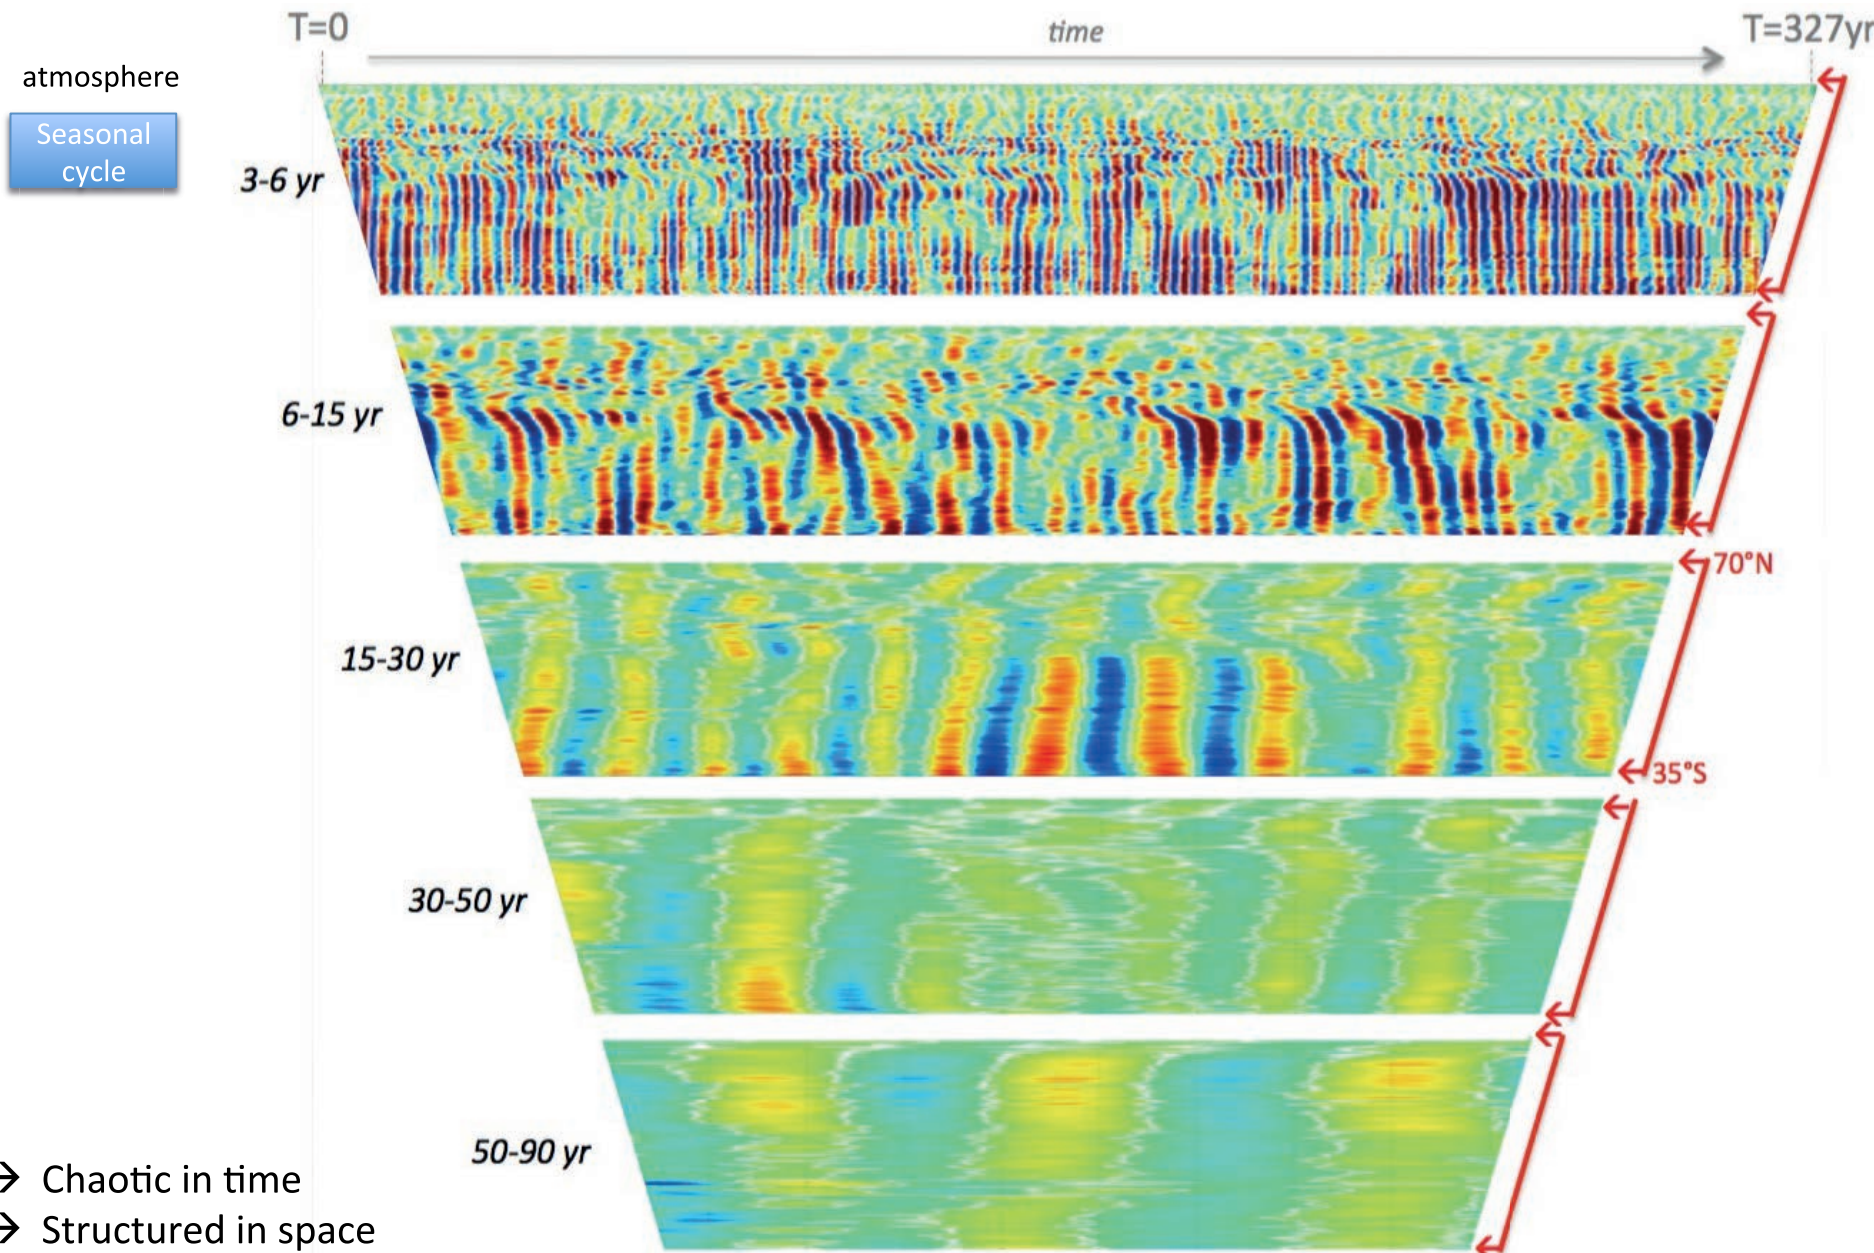 T=0
time
T=327yr
atmosphere
Seasonal
cycle
3-6 yr
6-15 yr
70°N
15-30 yr
35°S
30-50 yr
50-90 yr
→ Chaotic in time
→ Structured in space